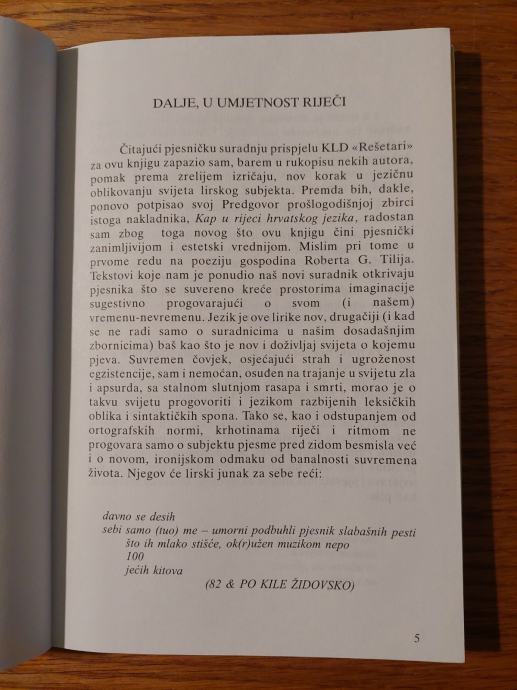 DALJE, U UMJETNOST RIJEČI
Čitajući pjesničku suradnju prispjelu KLD «Rešetari»
za ovu knjigu zapazio sam, barem u rukopisu nekih autora,
pomak prema zrelijem izričaju, nov korak u jezičnu
oblikovanju svijeta lirskog subjekta. Premda bih, dakle,
ponovo potpisao svoj Predgovor prošlogodišnjoj zbirci
istoga nakladnika, Kap u rijeci hrvatskog jezika, radostan
sam zbog toga novog što ovu knjigu čini pjesnički
zanimljivijom i estetski vrednijom. Mislim pri tome u
prvome redu na poeziju gospodina Roberta G. Tilija.
Tekstovi koje nam je ponudio naš novi suradnik otkrivaju
pjesnika što se suvereno kreće prostorima imaginacije
sugestivno progovarajući o svom (i našem)
vremenu-nevremenu. Jezik je ove lirike nov, drugačiji (i kad
se ne radi samo o suradnicima u našim dosadašnjim
zbornicima) baš kao što je nov i doživljaj svijeta o kojemu
pjeva. Suvremen čovjek, osjećajući strah i ugroženost
egzistencije, sam i nemoćan, osuđen na trajanje u svijetu zla
i apsurda, sa stalnom slutnjom rasapa i smrti, morao je o
takvu svijetu progovoriti i jezikom razbijenih leksičkih
oblika i sintaktičkih spona. Tako se, kao i odstupanjem od
ortografskih normi, krhotinama riječi i ritmom ne
progovara samo o subjektu pjesme pred zidom besmisla već
i o novom, ironijskom odmaku od banalnosti suvremena
života. Njegov će lirski junak za sebe reći:
davno se desih
sebi samo (tuo) me – umorni podbuhli pjesnik slabašnih pesti
što ih mlako stišće, ok(r)užen muzikom nepo
100
jećih kitova
(82 & PO KILE ŽIDOVSKO)
5